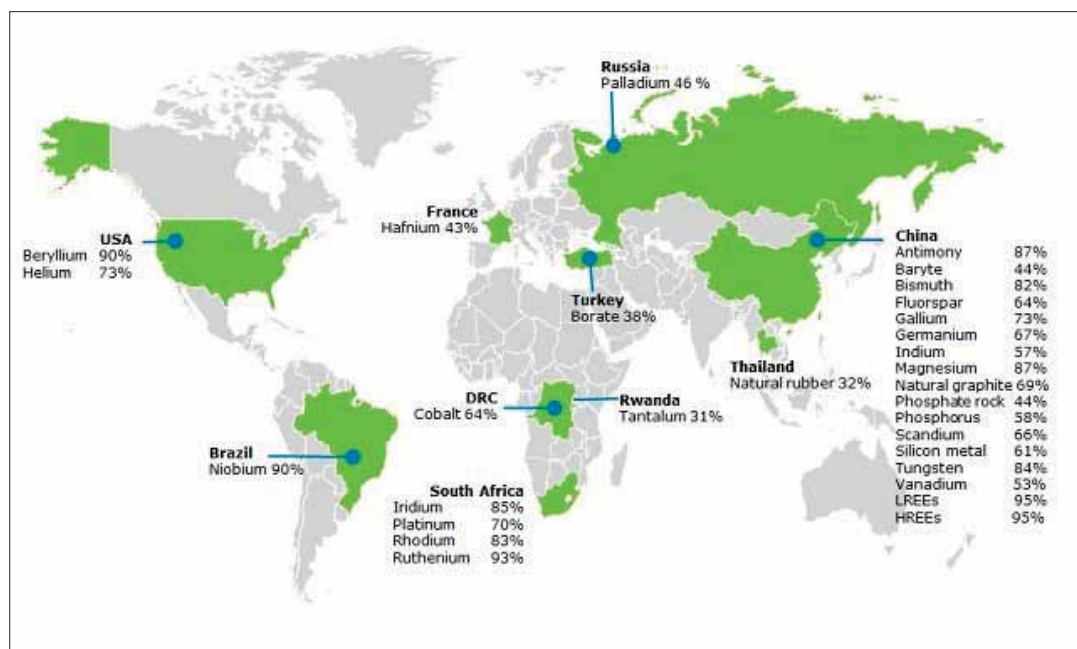 Russia
Palladium 46 %
France
Hafnium 43%
USA
Beryllium 90%
Helium 73%
Turkey
Borate 38%
China
Antimony 87%
Baryte 44%
Bismuth 82%
Fluorspar 64%
Gallium 73%
Germanium 67%
Indium 57%
Magnesium 87%
Natural graphite 69%
Phosphate rock 44%
Phosphorus 58%
Scandium 66%
Silicon metal 61%
Tungsten 84%
Vanadium 53%
LREEs 95%
HREEs 95%
Thailand
Natural rubber 32%
DRC
Cobalt 64%
Rwanda
Tantalum 31%
Brazil
Niobium 90%
South Africa
Iridium 85%
Platinum 70%
Rhodium 83%
Ruthenium 93%